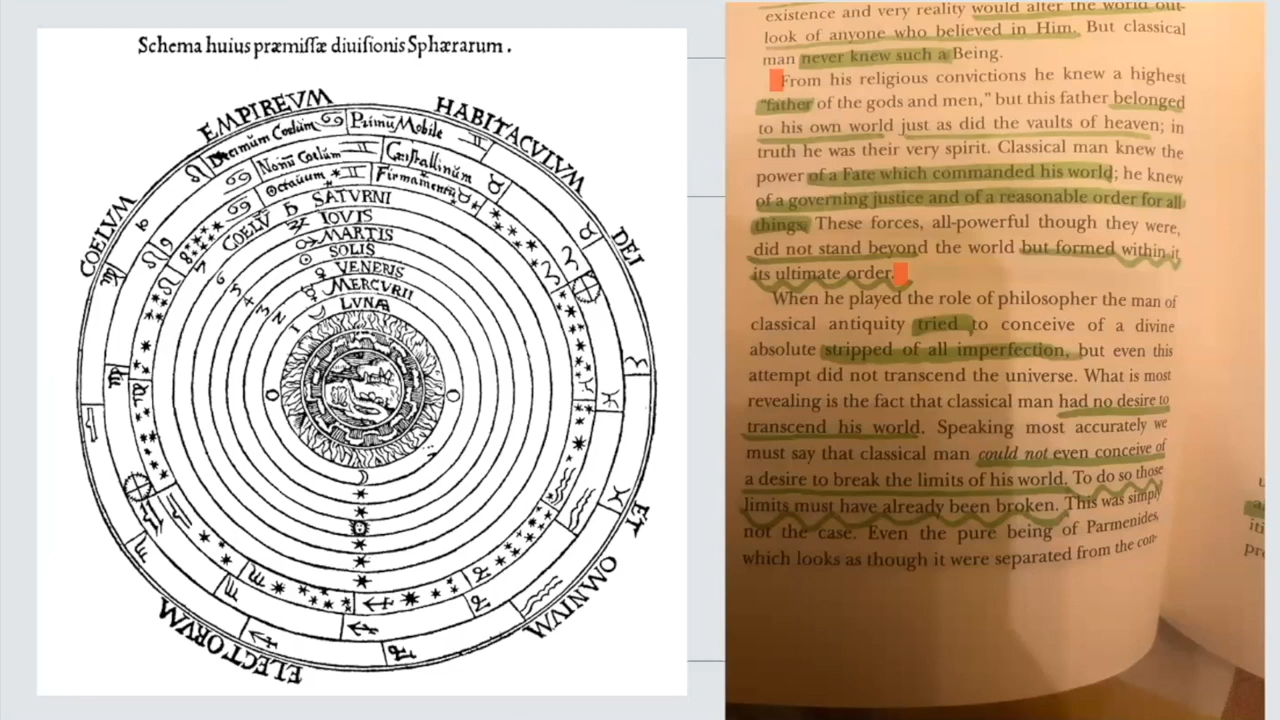 Schema huius præmissæ diuisionis Sphærarum.
COELVM EMPIREVM HABITACVLVM DEI ET OMNIVM ELECTORVM
Decimum Coelum Primũ Mobile
Nonũ Coelum Cristallinum
Octauum Firmamentũ
COELV̄ SATVRNI
IOVIS
MARTIS
SOLIS
VENERIS
MERCVRII
LVNÆ
existence and very reality would alter the world out-
look of anyone who believed in Him. But classical
man never knew such a Being.
From his religious convictions he knew a highest
“father of the gods and men,” but this father belonged
to his own world just as did the vaults of heaven; in
truth he was their very spirit. Classical man knew the
power of a Fate which commanded his world; he knew
of a governing justice and of a reasonable order for all
things. These forces, all-powerful though they were,
did not stand beyond the world but formed within it
its ultimate order.
When he played the role of philosopher the man of
classical antiquity tried to conceive of a divine
absolute stripped of all imperfection, but even this
attempt did not transcend the universe. What is most
revealing is the fact that classical man had no desire to
transcend his world. Speaking most accurately we
must say that classical man could not even conceive of
a desire to break the limits of his world. To do so those
limits must have already been broken. This was simply
not the case. Even the pure being of Parmenides,
which looks as though it were separated from the con-